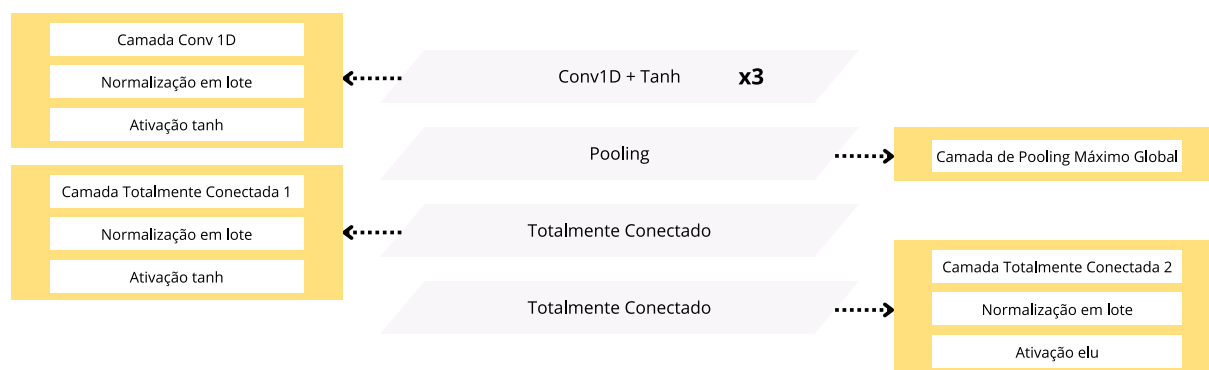 Camada Conv 1D
Normalização em lote
Ativação tanh
Conv1D + Tanh x3
Pooling
Camada de Pooling Máximo Global
Camada Totalmente Conectada 1
Normalização em lote
Ativação tanh
Totalmente Conectado
Totalmente Conectado
Camada Totalmente Conectada 2
Normalização em lote
Ativação elu